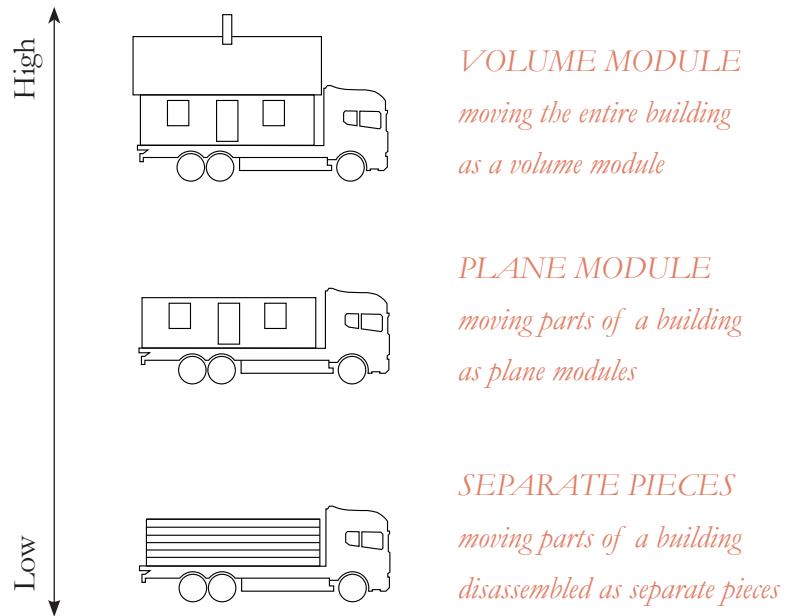 High
VOLUME MODULE
moving the entire building
as a volume module
PLANE MODULE
moving parts of a building
as plane modules
Low
SEPARATE PIECES
moving parts of a building
disassembled as separate pieces